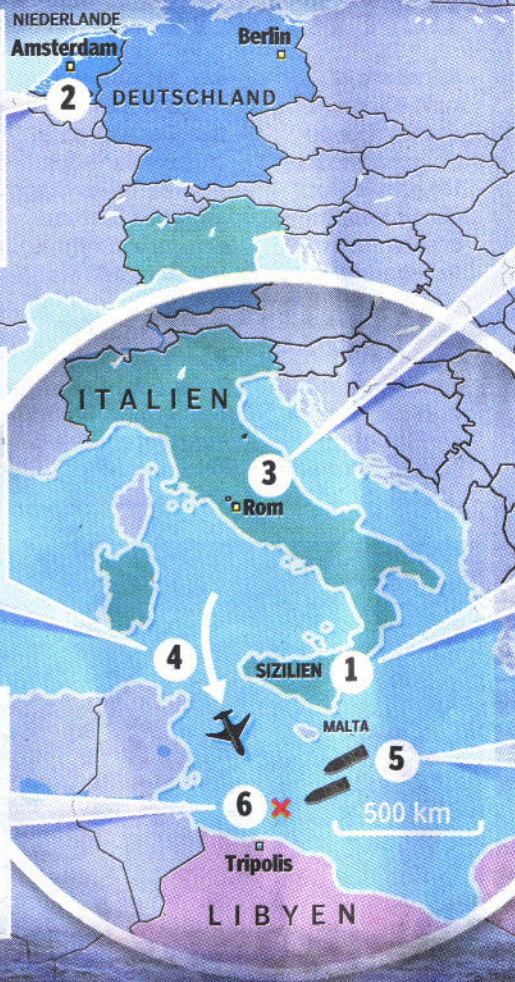 NIEDERLANDE
Amsterdam
Berlin
2
DEUTSCHLAND
ITALIEN
3
Rom
4
SIZILIEN
1
MALTA
5
6
500 km
Tripolis
LIBYEN